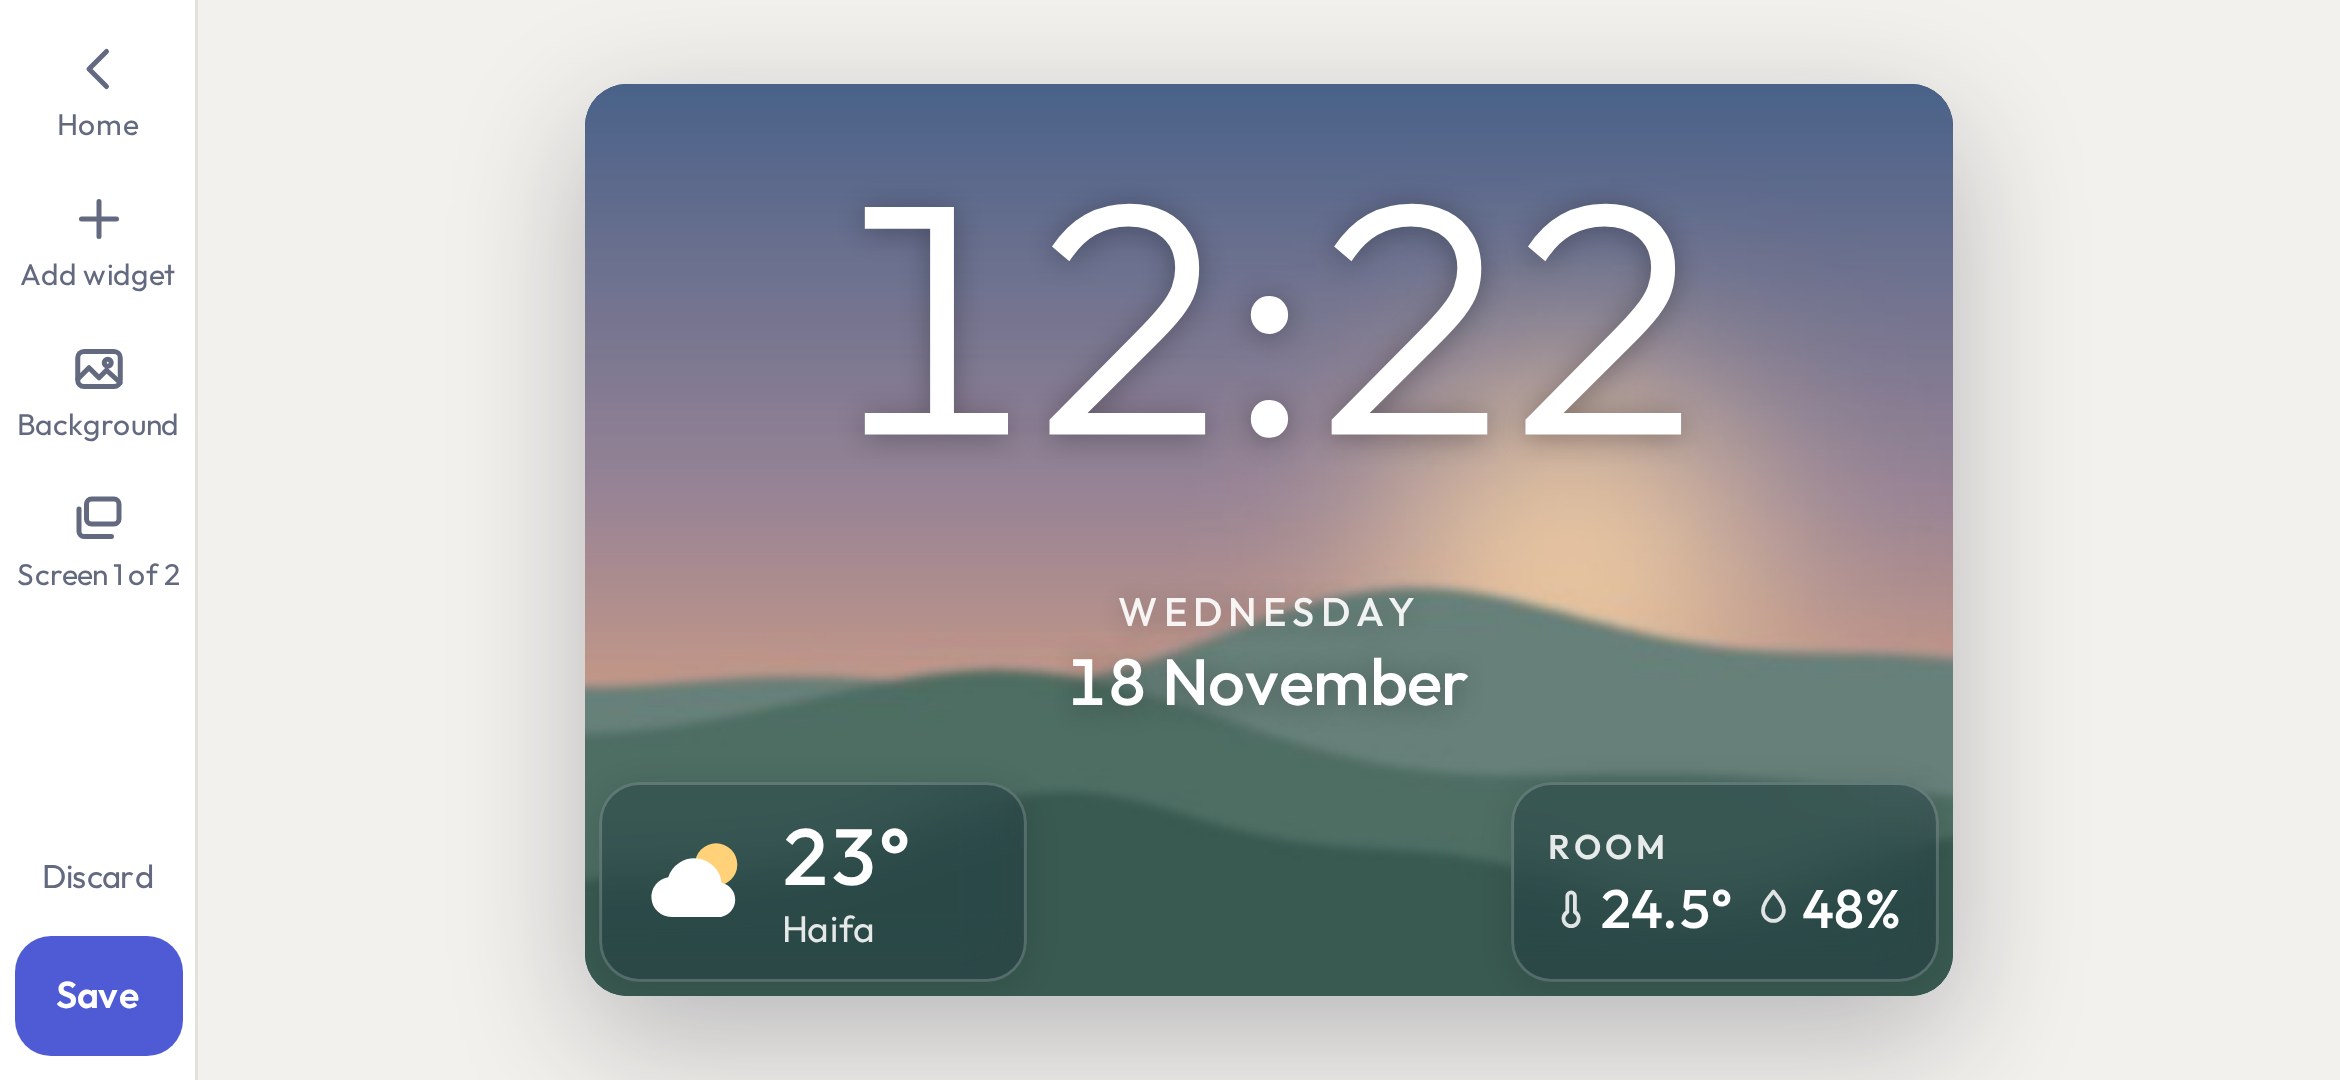 Home
Add widget
Background
Screen 1 of 2
Discard
Save
12:22
WEDNESDAY
18 November
23°
Haifa
ROOM
24.5° 48%